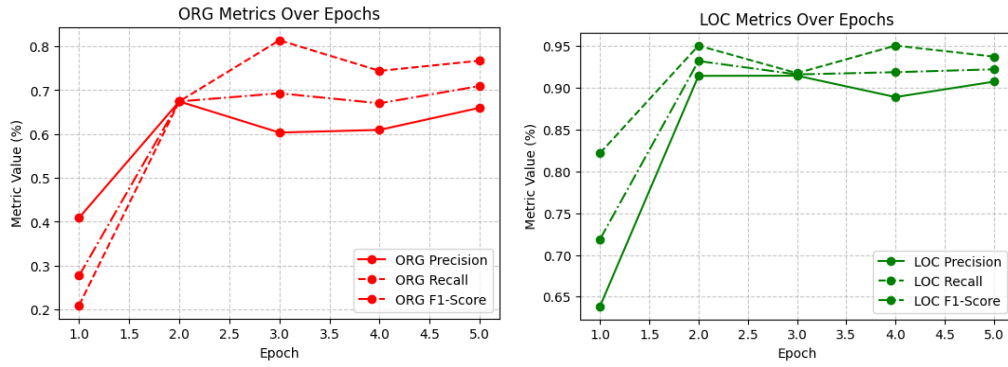 ORG Metrics Over Epochs
Metric Value (%)
0.8
0.7
0.6
0.5
0.4
0.3
0.2
ORG Precision
ORG Recall
ORG F1-Score
1.0 1.5 2.0 2.5 3.0 3.5 4.0 4.5 5.0
Epoch
LOC Metrics Over Epochs
Metric Value (%)
0.95
0.90
0.85
0.80
0.75
0.70
0.65
LOC Precision
LOC Recall
LOC F1-Score
1.0 1.5 2.0 2.5 3.0 3.5 4.0 4.5 5.0
Epoch